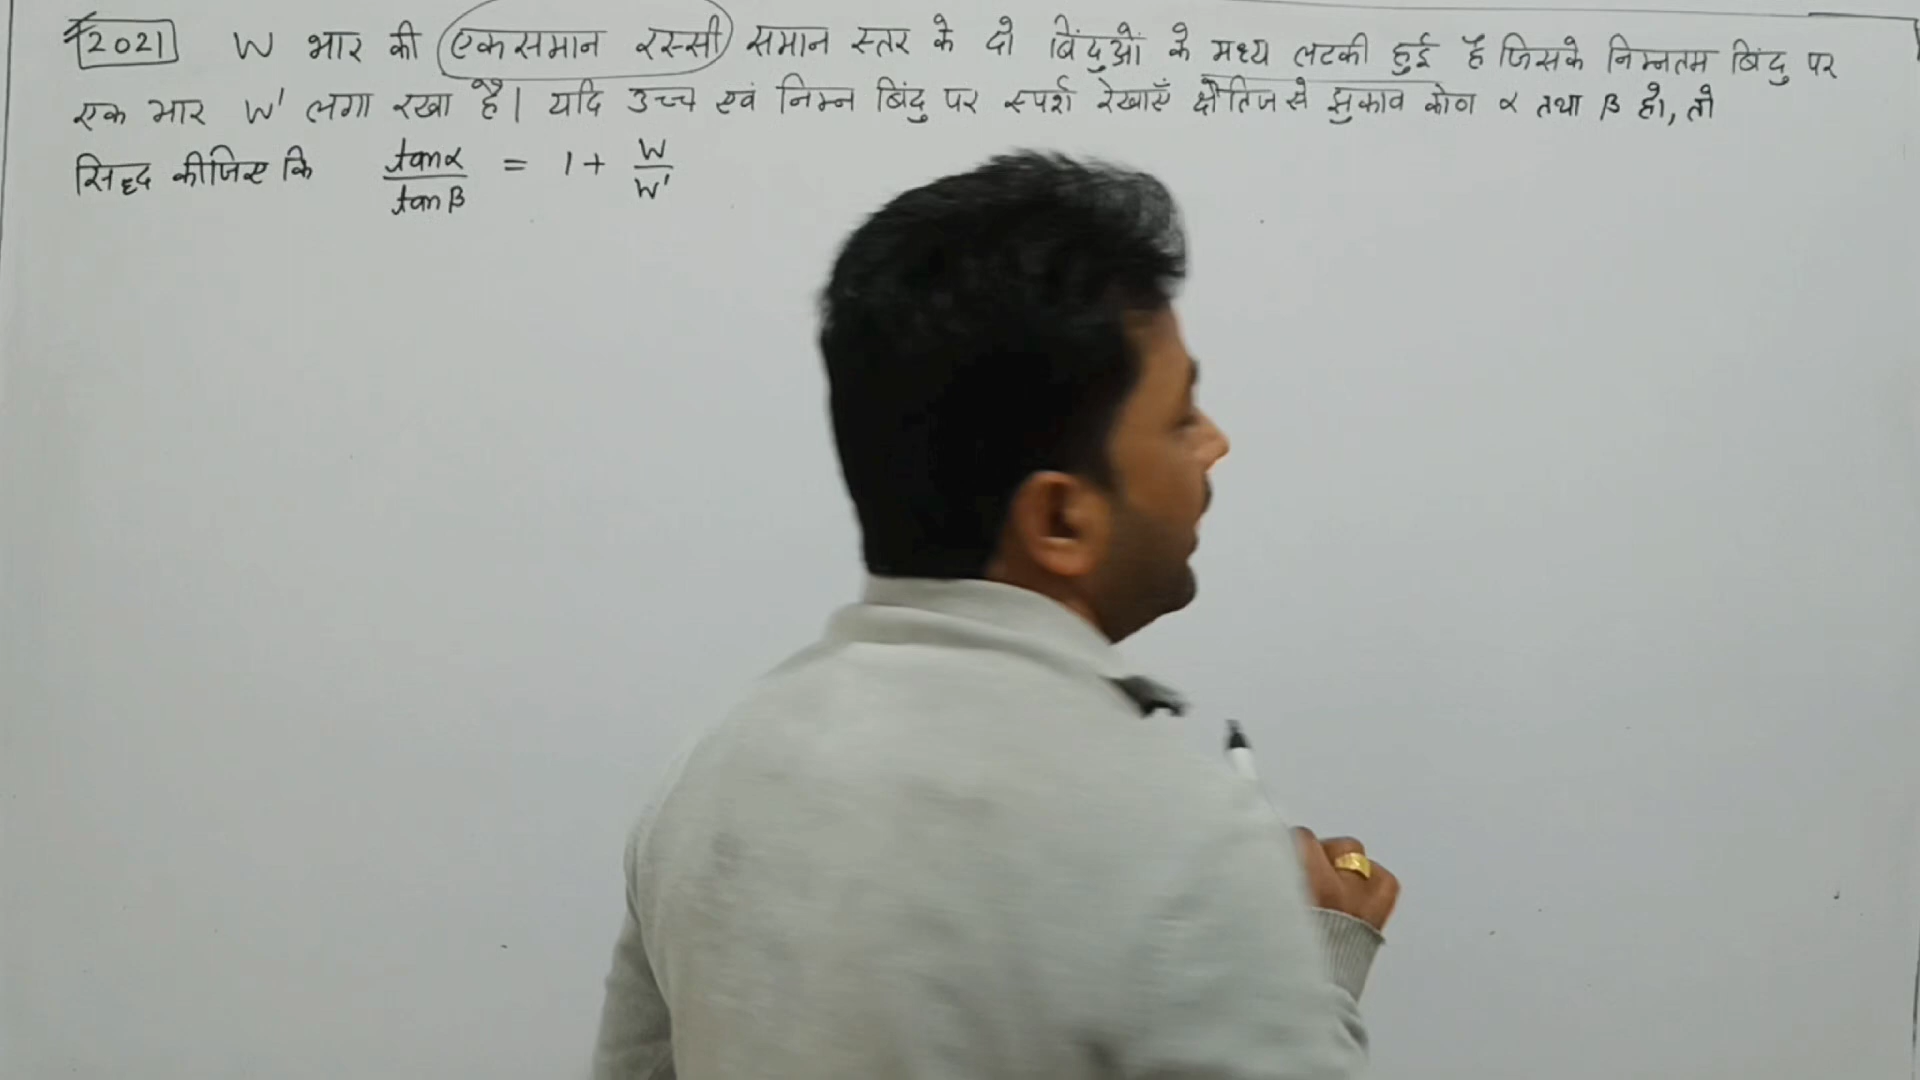 *2021 W भार की एकसमान रस्सी समान स्तर के दो बिंदुओं के मध्य लटकी हुई है जिसके निम्नतम बिंदु पर
एक भार W' लगा रखा है। यदि उच्च एवं निम्न बिंदु पर स्पर्श रेखाएँ क्षैतिज से झुकाव कोण α तथा β हो, तो
सिद्ध कीजिए कि tanα/tanβ = 1 + W/W'